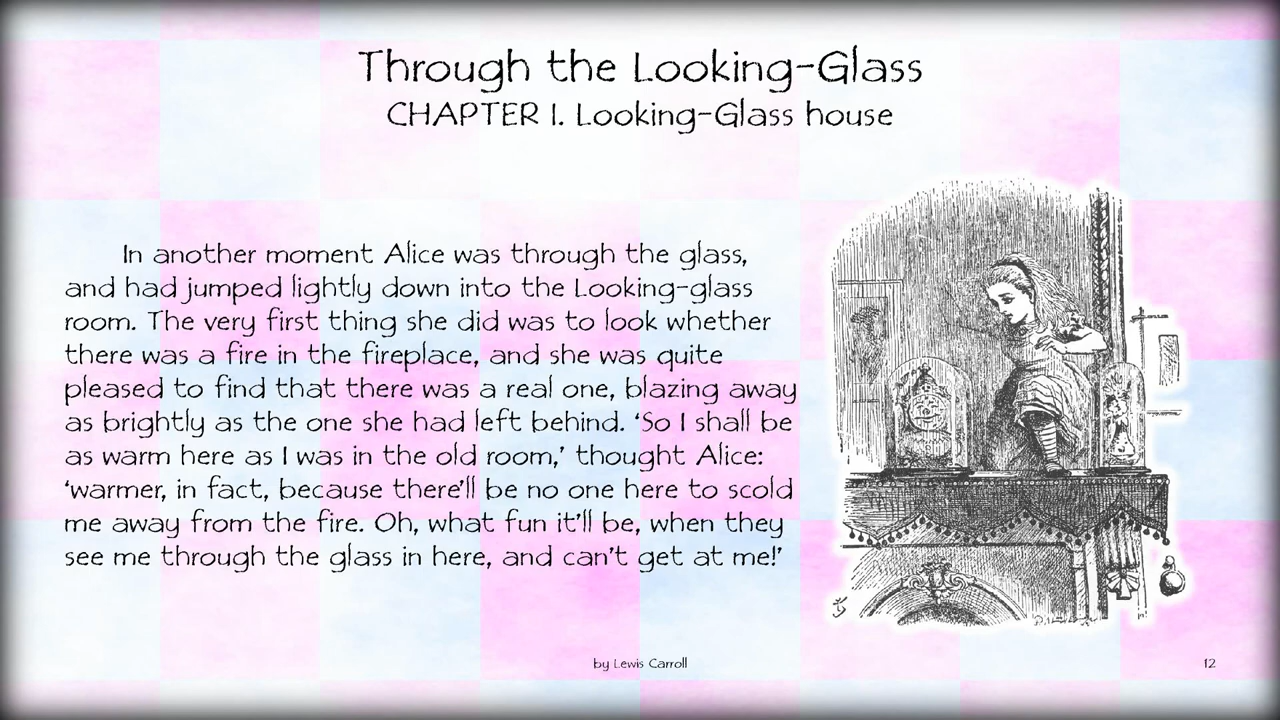 Through the Looking-Glass
CHAPTER I. Looking-Glass house
In another moment Alice was through the glass,
and had jumped lightly down into the Looking-glass
room. The very first thing she did was to look whether
there was a fire in the fireplace, and she was quite
pleased to find that there was a real one, blazing away
as brightly as the one she had left behind. ‘So I shall be
as warm here as I was in the old room,’ thought Alice:
‘warmer, in fact, because there’ll be no one here to scold
me away from the fire. Oh, what fun it’ll be, when they
see me through the glass in here, and can’t get at me!’
by Lewis Carroll
12